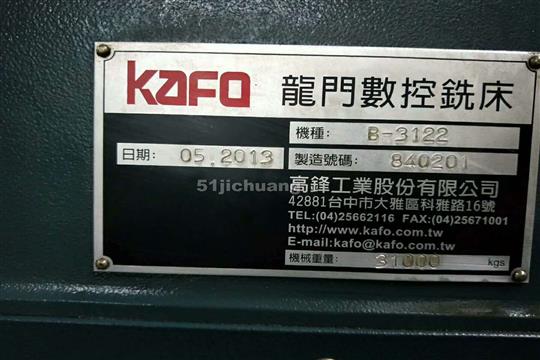 KAFO 龍門數控銑床
機種: B-3122
日期: 05.2013
製造號碼: 840201
高鋒工業股份有限公司
42881台中市大雅區科雅路16號
TEL:(04)25662116 FAX:(04)25671001
http://www.kafo.com.tw
E-mail:kafo@kafo.com.tw
機械重量: 31000 kgs
51jichuang